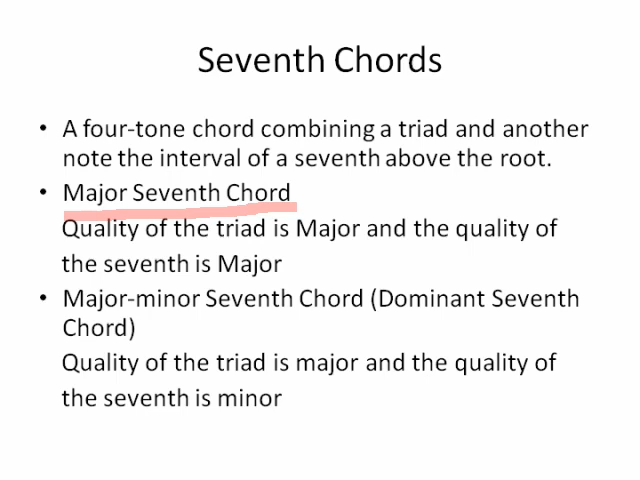 Seventh Chords
• A four-tone chord combining a triad and another
note the interval of a seventh above the root.
• Major Seventh Chord
Quality of the triad is Major and the quality of
the seventh is Major
• Major-minor Seventh Chord (Dominant Seventh
Chord)
Quality of the triad is major and the quality of
the seventh is minor